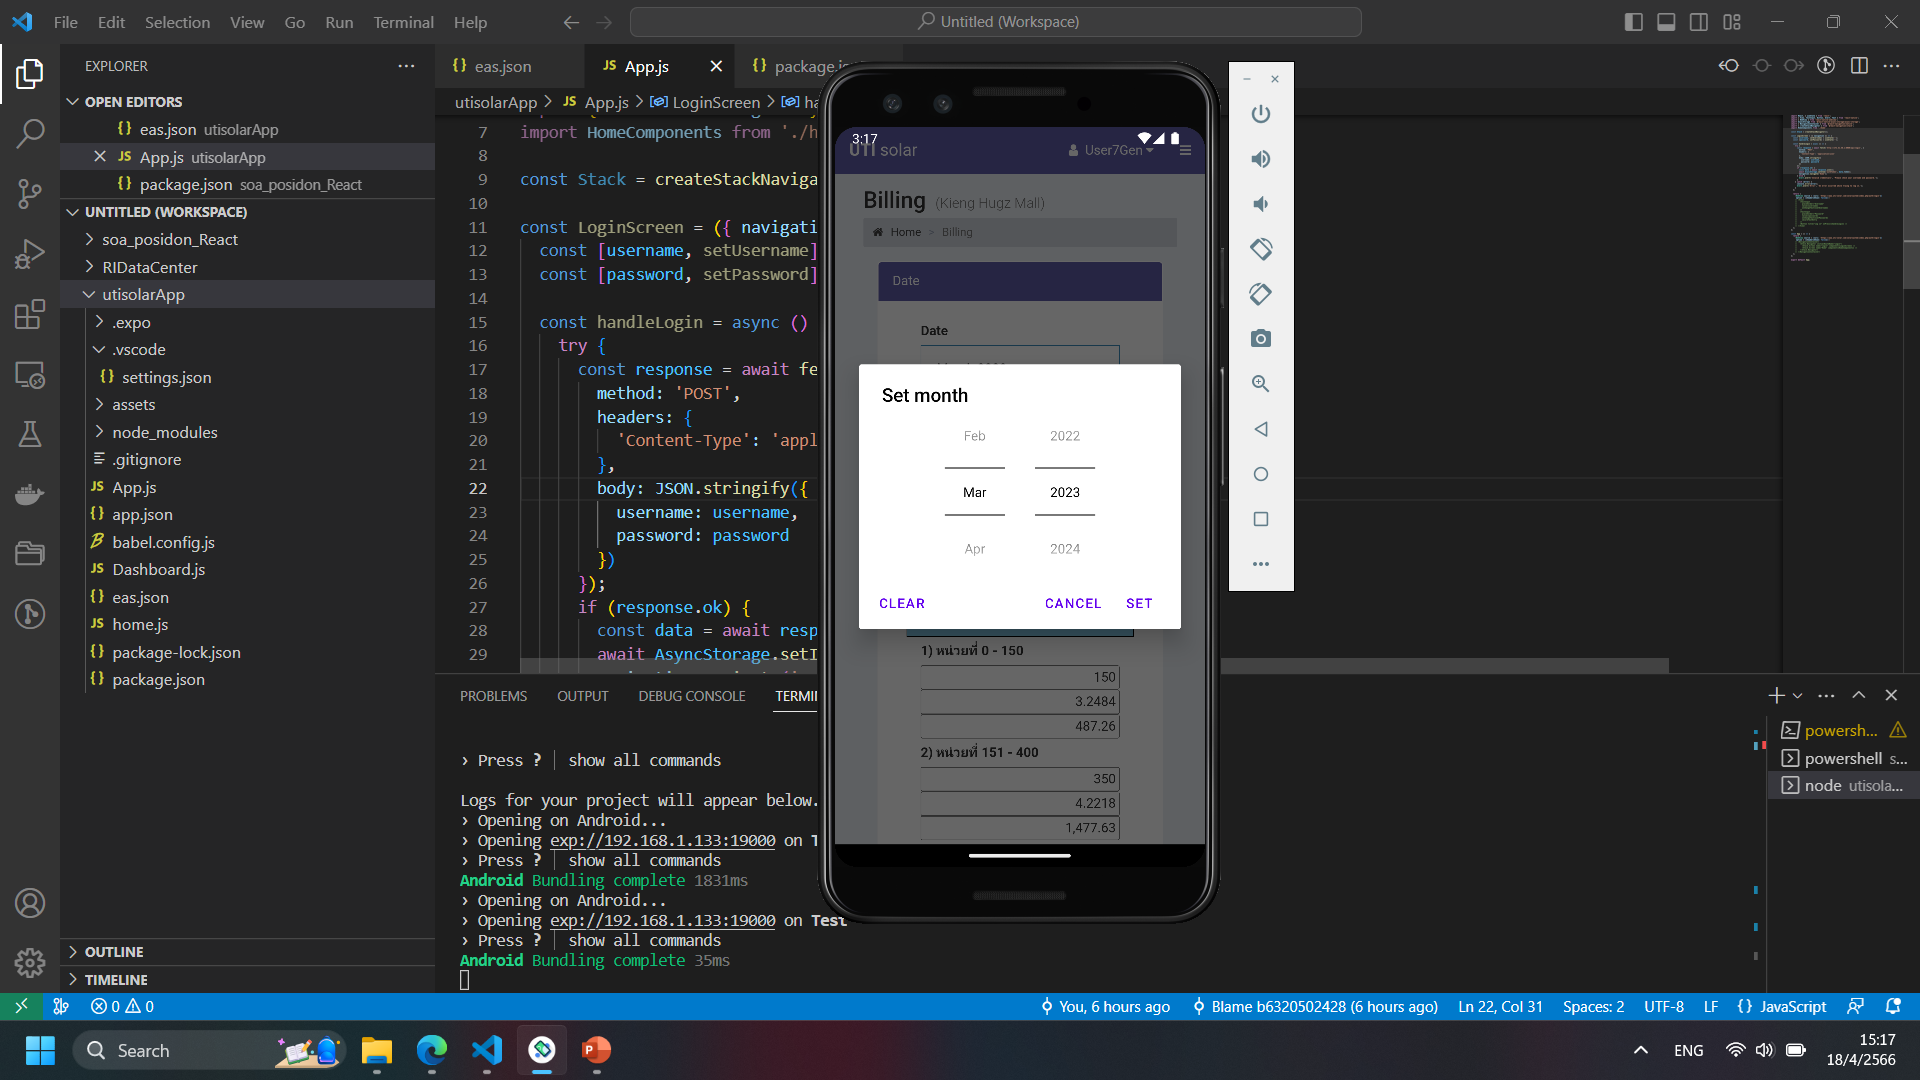 File Edit Selection View Go Run Terminal Help
Untitled (Workspace)
EXPLORER
OPEN EDITORS
{} eas.json utisolarApp
JS App.js utisolarApp
{} package.json soa_posidon_React
UNTITLED (WORKSPACE)
soa_posidon_React
RIDataCenter
utisolarApp
.expo
.vscode
{} settings.json
assets
node_modules
.gitignore
JS App.js
{} app.json
babel.config.js
JS Dashboard.js
{} eas.json
JS home.js
{} package-lock.json
{} package.json
OUTLINE
TIMELINE
{} eas.json
JS App.js
{} package.
utisolarApp > JS App.js > LoginScreen > ha
7 import HomeComponents from './h
8
9 const Stack = createStackNaviga
10
11 const LoginScreen = ({ navigati
12 const [username, setUsername]
13 const [password, setPassword]
14
15 const handleLogin = async ()
16 try {
17 const response = await fe
18 method: 'POST',
19 headers: {
20 'Content-Type': 'appl
21 },
22 body: JSON.stringify({
23 username: username,
24 password: password
25 })
26 });
27 if (response.ok) {
28 const data = await resp
29 await AsyncStorage.setI
PROBLEMS OUTPUT DEBUG CONSOLE TERMIN
› Press ? │ show all commands
Logs for your project will appear below.
› Opening on Android...
› Opening exp://192.168.1.133:19000 on T
› Press ? │ show all commands
Android Bundling complete 1831ms
› Opening on Android...
› Opening exp://192.168.1.133:19000 on Test
› Press ? │ show all commands
Android Bundling complete 35ms
3:17
UTI solar
User7Gen
Billing (Kieng Hugz Mall)
Home > Billing
Date
Date
Set month
Feb 2022
Mar 2023
Apr 2024
CLEAR CANCEL SET
1) หน่วยที่ 0 - 150
150
3.2484
487.26
2) หน่วยที่ 151 - 400
350
4.2218
1,477.63
powersh...
powershell s...
node utisola...
0 0
You, 6 hours ago
Blame b6320502428 (6 hours ago)
Ln 22, Col 31
Spaces: 2
UTF-8
LF
{} JavaScript
Search
ENG
15:17
18/4/2566